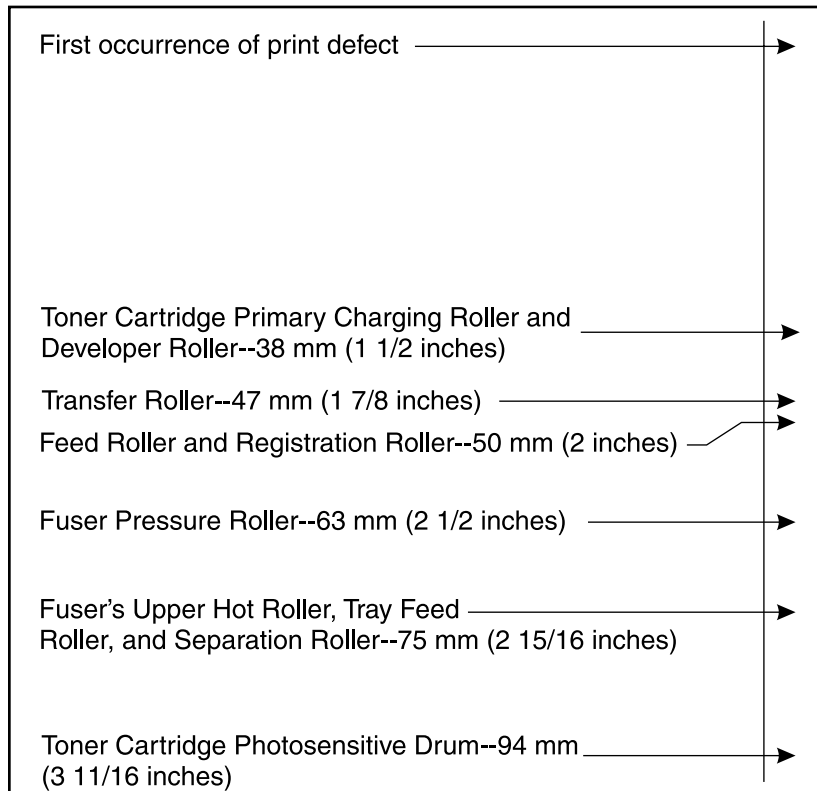 First occurrence of print defect
Toner Cartridge Primary Charging Roller and
Developer Roller--38 mm (1 1/2 inches)
Transfer Roller--47 mm (1 7/8 inches)
Feed Roller and Registration Roller--50 mm (2 inches)
Fuser Pressure Roller--63 mm (2 1/2 inches)
Fuser’s Upper Hot Roller, Tray Feed
Roller, and Separation Roller--75 mm (2 15/16 inches)
Toner Cartridge Photosensitive Drum--94 mm
(3 11/16 inches)